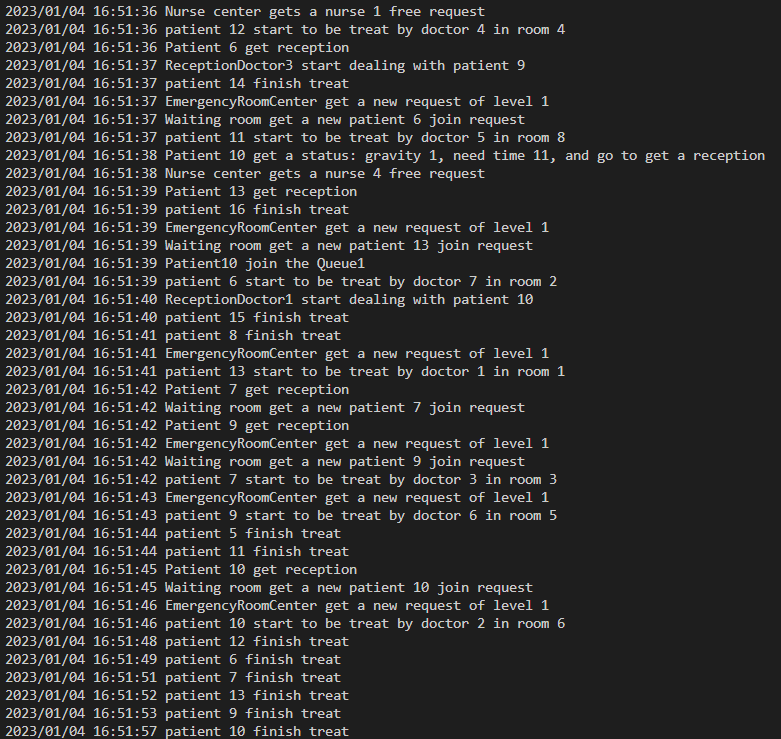 2023/01/04 16:51:36 Nurse center gets a nurse 1 free request
2023/01/04 16:51:36 patient 12 start to be treat by doctor 4 in room 4
2023/01/04 16:51:36 Patient 6 get reception
2023/01/04 16:51:37 ReceptionDoctor3 start dealing with patient 9
2023/01/04 16:51:37 patient 14 finish treat
2023/01/04 16:51:37 EmergencyRoomCenter get a new request of level 1
2023/01/04 16:51:37 Waiting room get a new patient 6 join request
2023/01/04 16:51:37 patient 11 start to be treat by doctor 5 in room 8
2023/01/04 16:51:38 Patient 10 get a status: gravity 1, need time 11, and go to get a reception
2023/01/04 16:51:38 Nurse center gets a nurse 4 free request
2023/01/04 16:51:39 Patient 13 get reception
2023/01/04 16:51:39 patient 16 finish treat
2023/01/04 16:51:39 EmergencyRoomCenter get a new request of level 1
2023/01/04 16:51:39 Waiting room get a new patient 13 join request
2023/01/04 16:51:39 Patient10 join the Queue1
2023/01/04 16:51:39 patient 6 start to be treat by doctor 7 in room 2
2023/01/04 16:51:40 ReceptionDoctor1 start dealing with patient 10
2023/01/04 16:51:40 patient 15 finish treat
2023/01/04 16:51:41 patient 8 finish treat
2023/01/04 16:51:41 EmergencyRoomCenter get a new request of level 1
2023/01/04 16:51:41 patient 13 start to be treat by doctor 1 in room 1
2023/01/04 16:51:42 Patient 7 get reception
2023/01/04 16:51:42 Waiting room get a new patient 7 join request
2023/01/04 16:51:42 Patient 9 get reception
2023/01/04 16:51:42 EmergencyRoomCenter get a new request of level 1
2023/01/04 16:51:42 Waiting room get a new patient 9 join request
2023/01/04 16:51:42 patient 7 start to be treat by doctor 3 in room 3
2023/01/04 16:51:43 EmergencyRoomCenter get a new request of level 1
2023/01/04 16:51:43 patient 9 start to be treat by doctor 6 in room 5
2023/01/04 16:51:44 patient 5 finish treat
2023/01/04 16:51:44 patient 11 finish treat
2023/01/04 16:51:45 Patient 10 get reception
2023/01/04 16:51:45 Waiting room get a new patient 10 join request
2023/01/04 16:51:46 EmergencyRoomCenter get a new request of level 1
2023/01/04 16:51:46 patient 10 start to be treat by doctor 2 in room 6
2023/01/04 16:51:48 patient 12 finish treat
2023/01/04 16:51:49 patient 6 finish treat
2023/01/04 16:51:51 patient 7 finish treat
2023/01/04 16:51:52 patient 13 finish treat
2023/01/04 16:51:53 patient 9 finish treat
2023/01/04 16:51:57 patient 10 finish treat